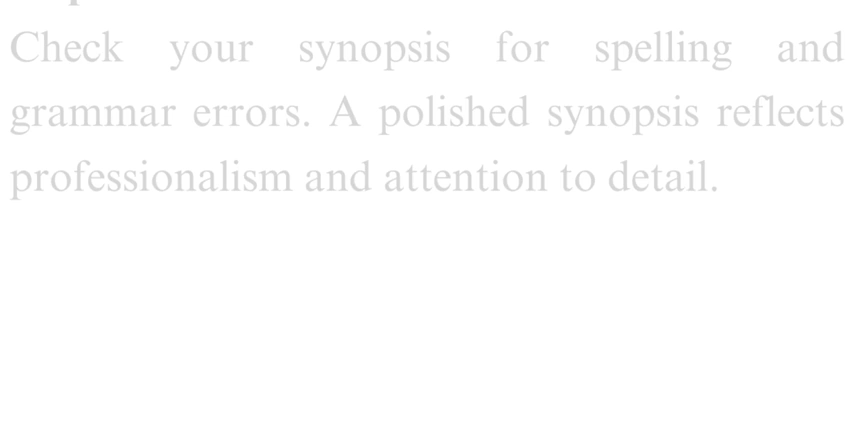 Check your synopsis for spelling and
grammar errors. A polished synopsis reflects
professionalism and attention to detail.